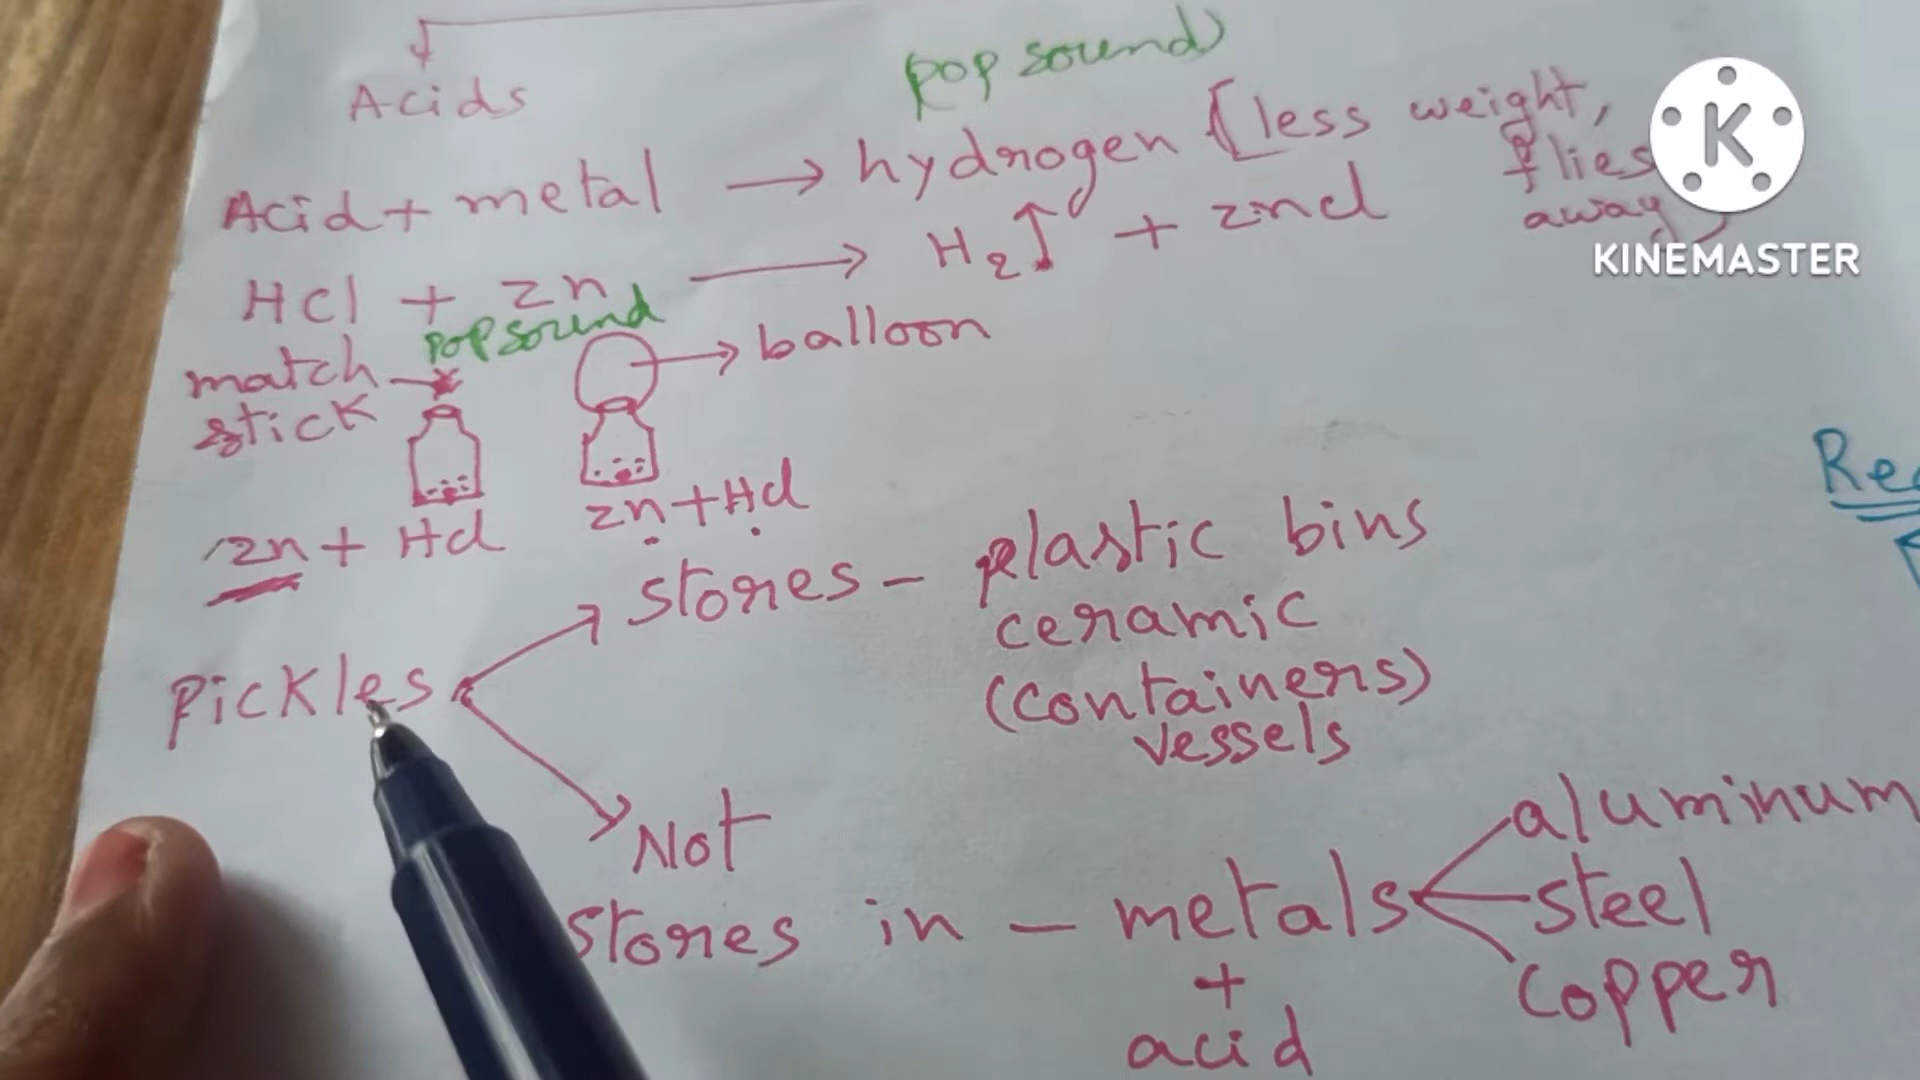 pop sound
Acids
Acid + metal → hydrogen (less weight,
flies
away)
HCl + Zn → H2↑ + zncl
pop sound
match
stick
balloon
Zn + Hcl
Zn + Hcl
Pickles
stores - plastic bins
ceramic
(containers)
vessels
Not
stores in - metals
+
acid
aluminum
steel
copper
K
KINEMASTER